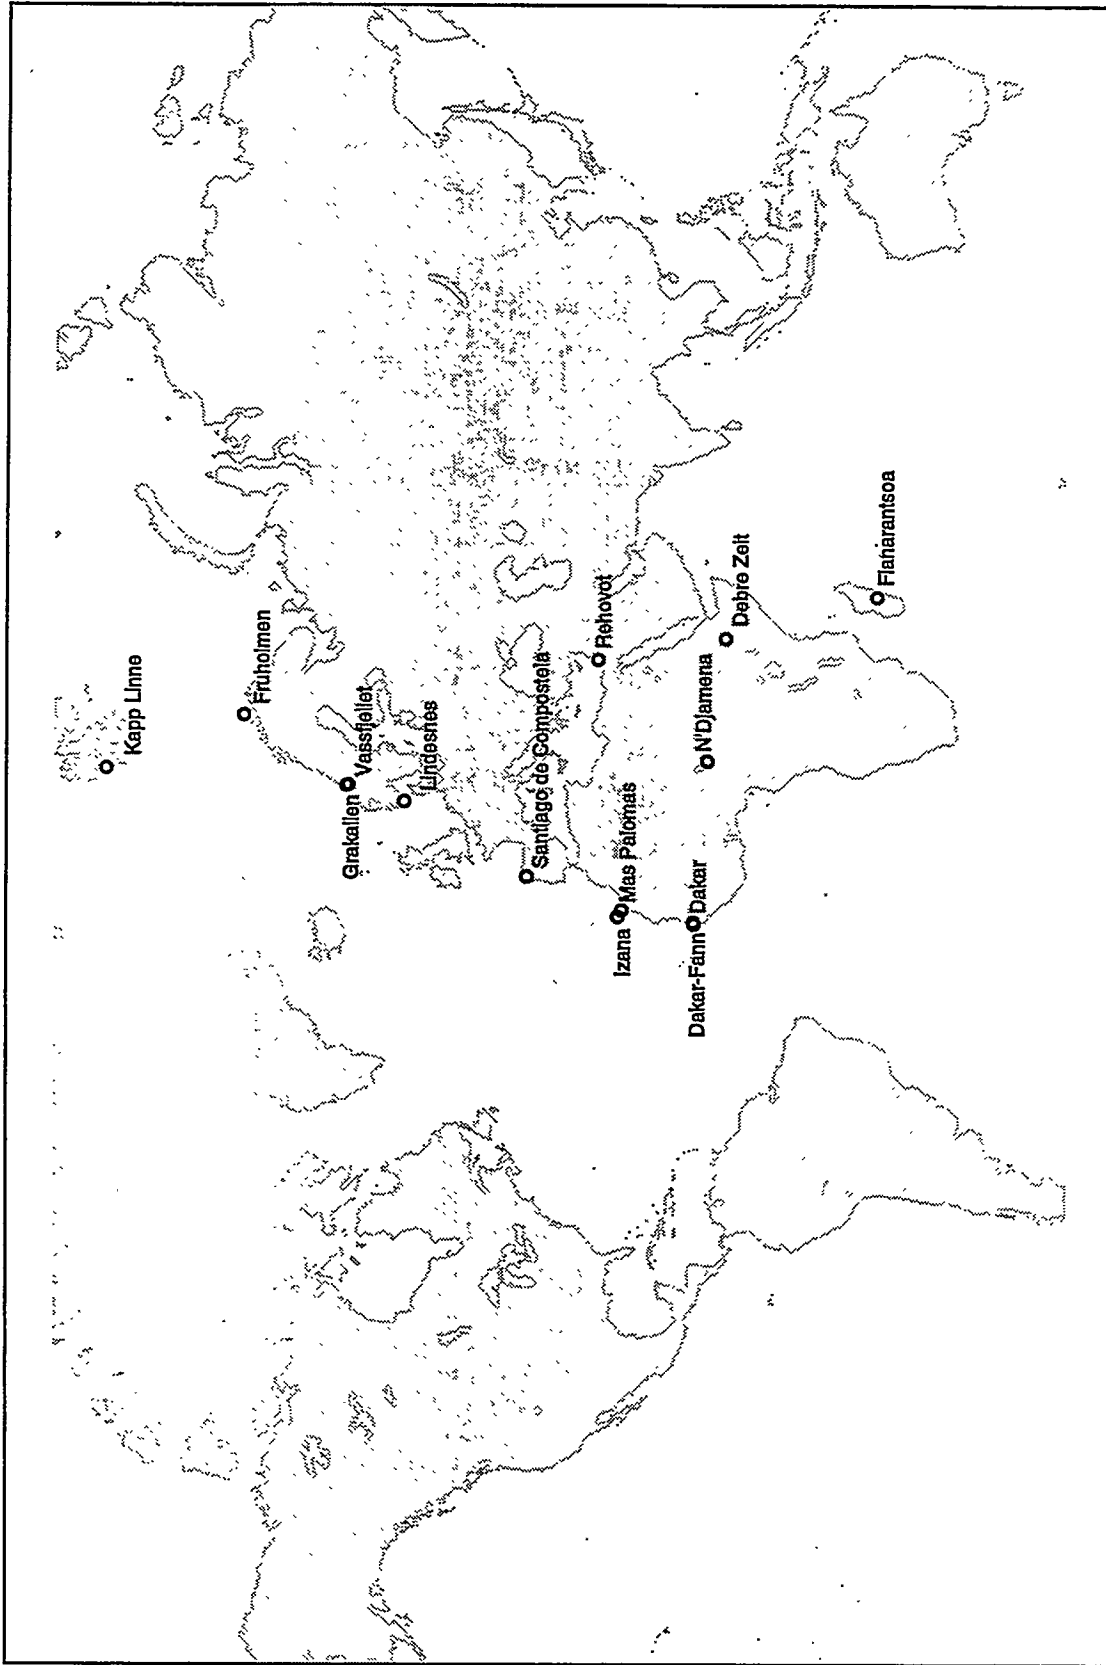 Kapp Linne
Fruholmen
Grakallen
Vassfjellet
Lindesnes
Santiago de Compostela
Rehovot
Izana
Mas Palomas
Dakar-Fann
Dakar
N'Djamena
Debre Zeit
Fianarantsoa